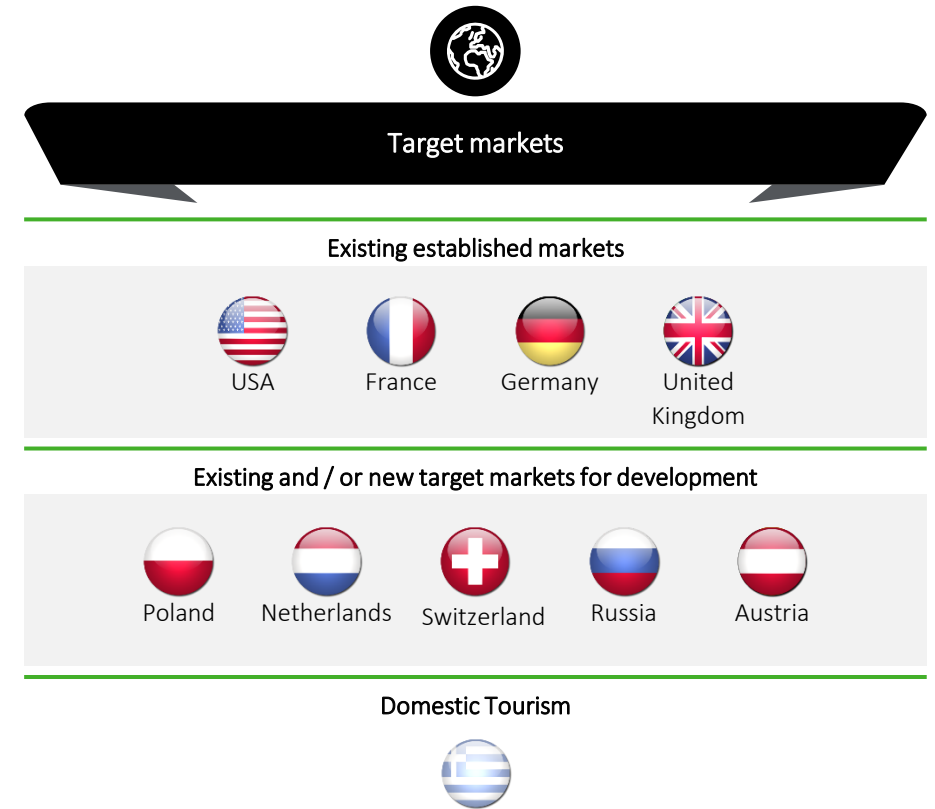 Target markets
Existing established markets
USA
France
Germany
United
Kingdom
Existing and / or new target markets for development
Poland
Netherlands
Switzerland
Russia
Austria
Domestic Tourism